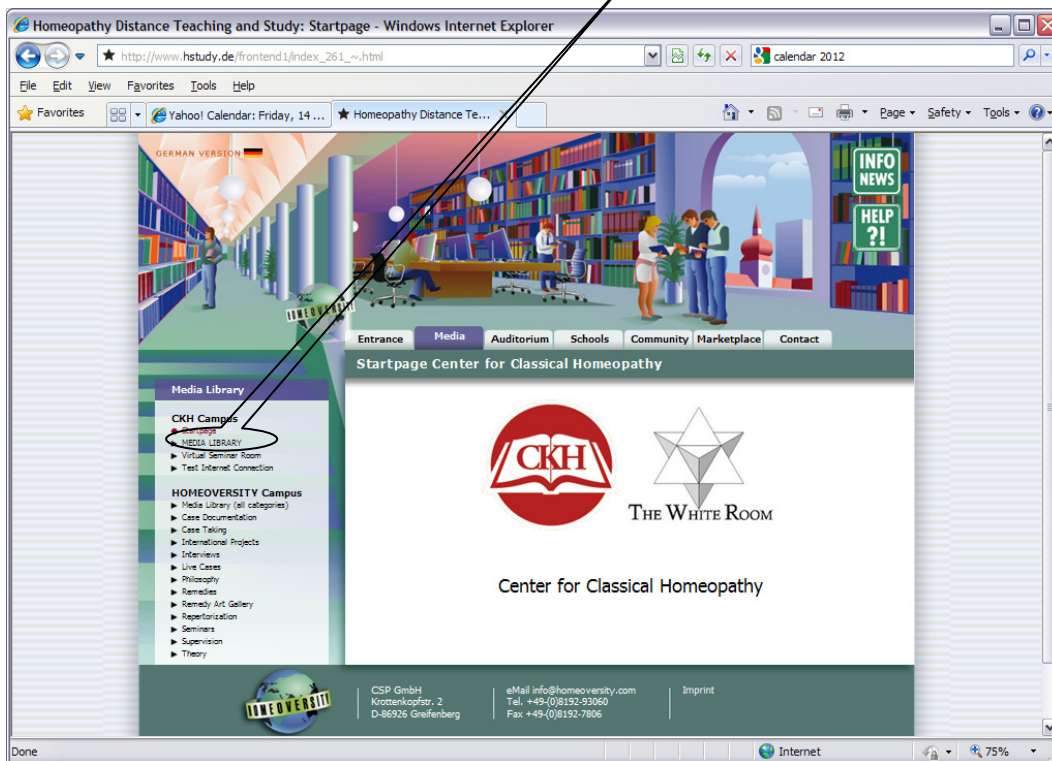 Homeopathy Distance Teaching and Study: Startpage - Windows Internet Explorer
http://www.hstudy.de/frontend1/index_261_~.html
calendar 2012
File Edit View Favorites Tools Help
Favorites
Yahoo! Calendar: Friday, 14 ...
Homeopathy Distance Te...
Page Safety Tools
GERMAN VERSION
INFO
NEWS
HELP
?!
Entrance Media Auditorium Schools Community Marketplace Contact
Startpage Center for Classical Homeopathy
Media Library
CKH Campus
Startpage
MEDIA LIBRARY
Virtual Seminar Room
Test Internet Connection
HOMEOVERSITY Campus
Media Library (all categories)
Case Documentation
Case Taking
International Projects
Interviews
Live Cases
Philosophy
Remedies
Remedy Art Gallery
Repertorization
Seminars
Supervision
Theory
CKH
THE WHITE ROOM
Center for Classical Homeopathy
HOMEOVERSITY
CSP GmbH
Krottenkopfstr. 2
D-86926 Greifenberg
eMail info@homeoversity.com
Tel. +49-(0)8192-93060
Fax +49-(0)8192-7806
Imprint
Done
Internet
75%